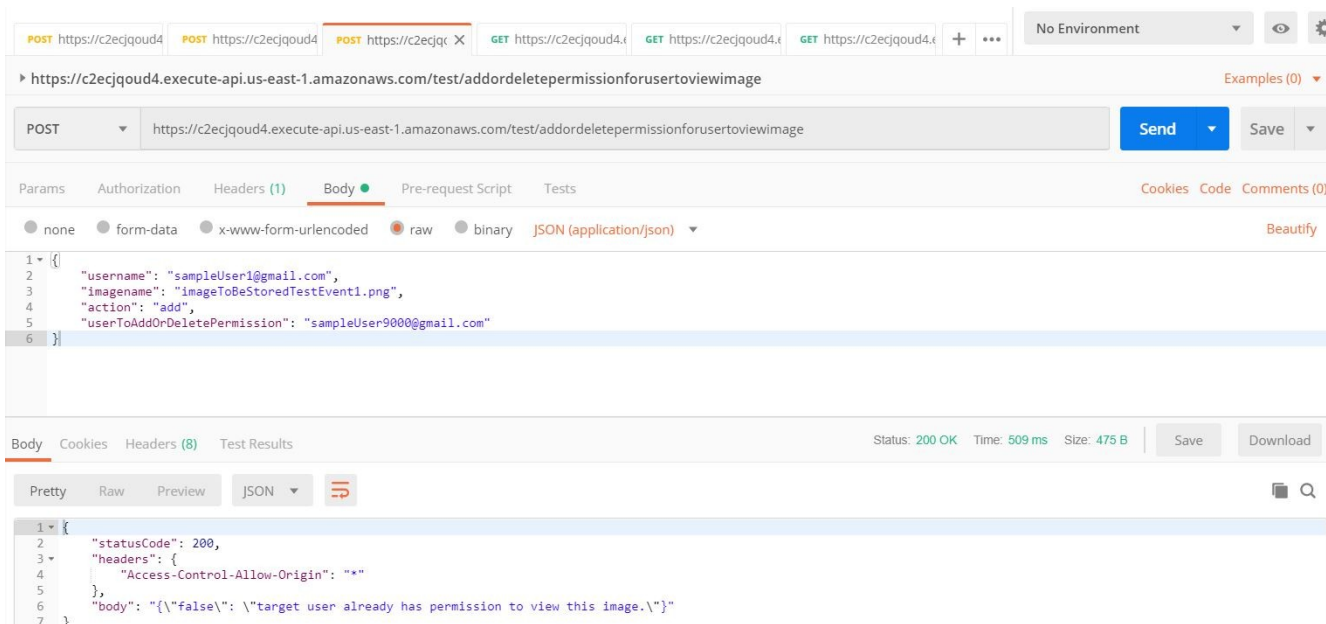 POST https://c2ecjqoud4 POST https://c2ecjqoud4 POST https://c2ecjqc X GET https://c2ecjqoud4.e GET https://c2ecjqoud4.e GET https://c2ecjqoud4.e + ••• No Environment
https://c2ecjqoud4.execute-api.us-east-1.amazonaws.com/test/addordeletepermissionforusertoviewimage Examples (0)
POST https://c2ecjqoud4.execute-api.us-east-1.amazonaws.com/test/addordeletepermissionforusertoviewimage Send Save
Params Authorization Headers (1) Body Pre-request Script Tests Cookies Code Comments (0)
none form-data x-www-form-urlencoded raw binary JSON (application/json) Beautify
1 {
2 "username": "sampleUser1@gmail.com",
3 "imagename": "imageToBeStoredTestEvent1.png",
4 "action": "add",
5 "userToAddOrDeletePermission": "sampleUser9000@gmail.com"
6 }
Body Cookies Headers (8) Test Results Status: 200 OK Time: 509 ms Size: 475 B Save Download
Pretty Raw Preview JSON
1 {
2 "statusCode": 200,
3 "headers": {
4 "Access-Control-Allow-Origin": "*"
5 },
6 "body": "{\"false\": \"target user already has permission to view this image.\"}"
7 }